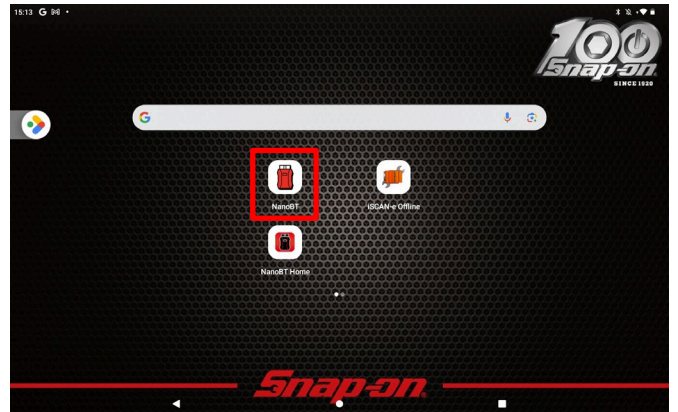 15:13
100
Snap-on
SINCE 1920
NanoBT
iSCAN-e Offline
NanoBT Home
Snap-on